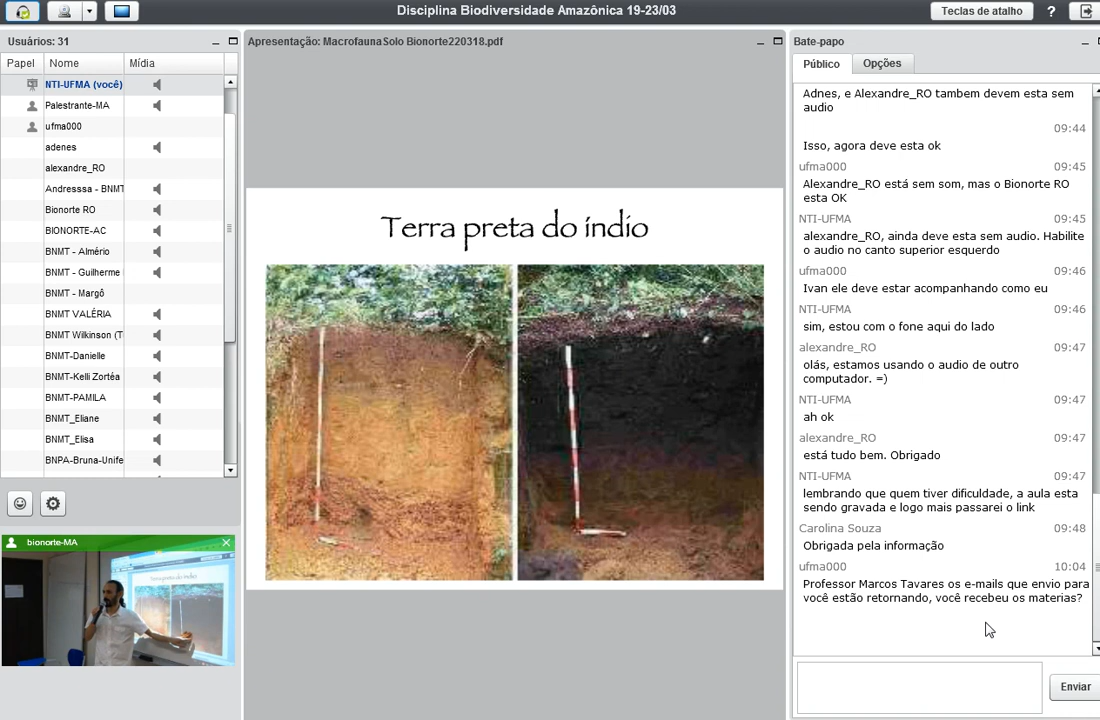 Disciplina Biodiversidade Amazônica 19-23/03
Teclas de atalho
?
Usuários: 31
Papel Nome Mídia
NTI-UFMA (você)
Palestrante-MA
ufma000
adenes
alexandre_RO
Andresssa - BNMT
Bionorte RO
BIONORTE-AC
BNMT - Almério
BNMT - Guilherme
BNMT - Margô
BNMT VALÉRIA
BNMT Wilkinson (T
BNMT-Danielle
BNMT-Kelli Zortéa
BNMT-PAMILA
BNMT_Eliane
BNMT_Elisa
BNPA-Bruna-Unife
bionorte-MA
Terra preta do índio
Apresentação: MacrofaunaSolo Bionorte220318.pdf
Terra preta do índio
Bate-papo
Público Opções
Adnes, e Alexandre_RO tambem devem esta sem
audio
09:44
Isso, agora deve esta ok
ufma000 09:45
Alexandre_RO está sem som, mas o Bionorte RO
esta OK
NTI-UFMA 09:45
alexandre_RO, ainda deve esta sem audio. Habilite
o audio no canto superior esquerdo
ufma000 09:46
Ivan ele deve estar acompanhando como eu
NTI-UFMA 09:46
sim, estou com o fone aqui do lado
alexandre_RO 09:47
olás, estamos usando o audio de outro
computador. =)
NTI-UFMA 09:47
ah ok
alexandre_RO 09:47
está tudo bem. Obrigado
NTI-UFMA 09:47
lembrando que quem tiver dificuldade, a aula esta
sendo gravada e logo mais passarei o link
Carolina Souza 09:48
Obrigada pela informação
ufma000 10:04
Professor Marcos Tavares os e-mails que envio para
você estão retornando, você recebeu os materias?
Enviar